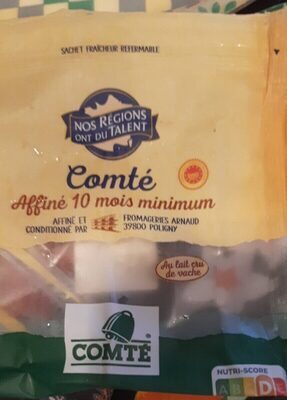 SACHET FRAÎCHEUR REFERMABLE
NOS RÉGIONS
ONT DU TALENT
Comté
Affiné 10 mois minimum
AFFINÉ ET
CONDITIONNÉ PAR
FROMAGERIES ARNAUD
39800 POLIGNY
Au lait cru
de vache
COMTÉ
NUTRI-SCORE
A B C D E